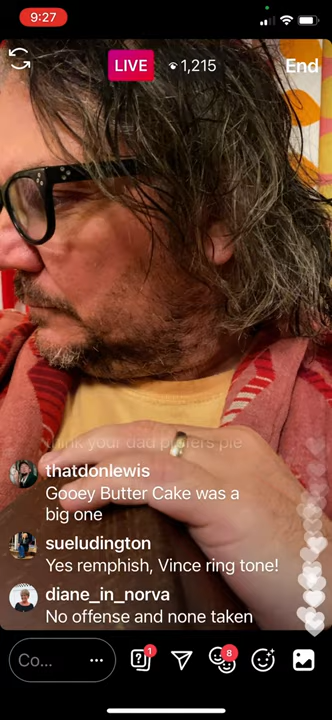 9:27
LIVE 1,215 End
think your dad prefers pie
thatdonlewis
Gooey Butter Cake was a
big one
sueludington
Yes remphish, Vince ring tone!
diane_in_norva
No offense and none taken
Co... 1 8